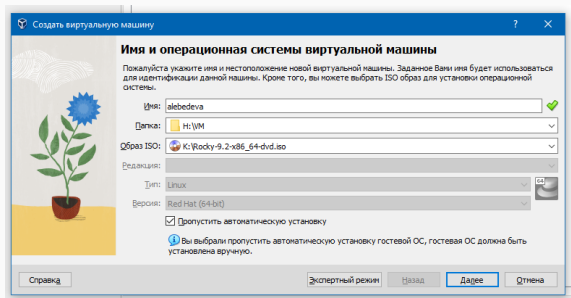 Создать виртуальную машину
Имя и операционная системы виртуальной машины
Пожалуйста укажите имя и местоположение новой виртуальной машины. Заданное Вами имя будет использоваться
для идентификации данной машины. Кроме того, вы можете выбрать ISO образ для установки операционной
системы.
Имя: alebedeva
Папка: H:\VM
Образ ISO: K:\Rocky-9.2-x86_64-dvd.iso
Редакция:
Тип: Linux
64
Версия: Red Hat (64-bit)
Пропустить автоматическую установку
Вы выбрали пропустить автоматическую установку гостевой ОС, гостевая ОС должна быть
установлена вручную.
Справка Экспертный режим Назад Далее Отмена